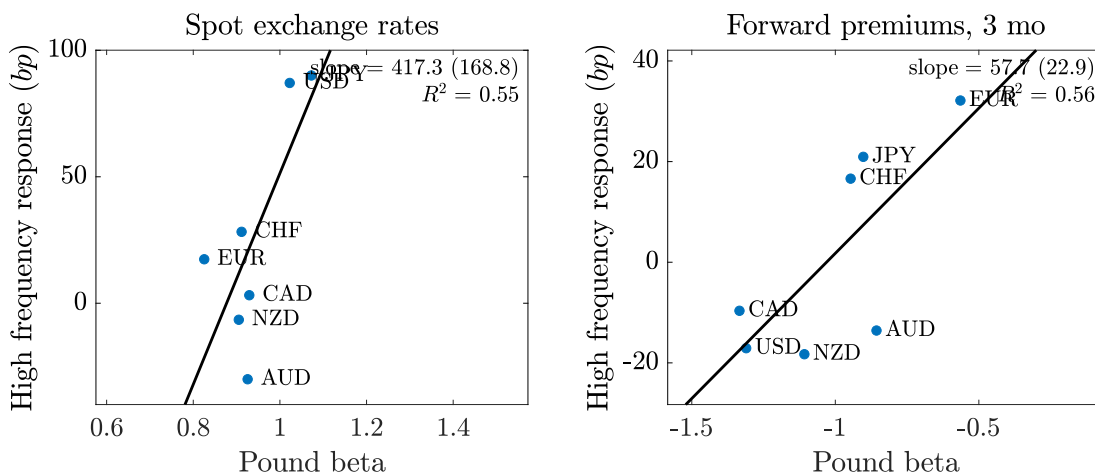 Spot exchange rates
High frequency response (bp)
100
50
0
slope = 417.3 (168.8)
R² = 0.55
JPY
USD
CHF
EUR
CAD
NZD
AUD
0.6 0.8 1 1.2 1.4
Pound beta
Forward premiums, 3 mo
High frequency response (bp)
40
20
0
-20
slope = 57.7 (22.9)
R² = 0.56
EUR
JPY
CHF
CAD
AUD
USD
NZD
-1.5 -1 -0.5
Pound beta